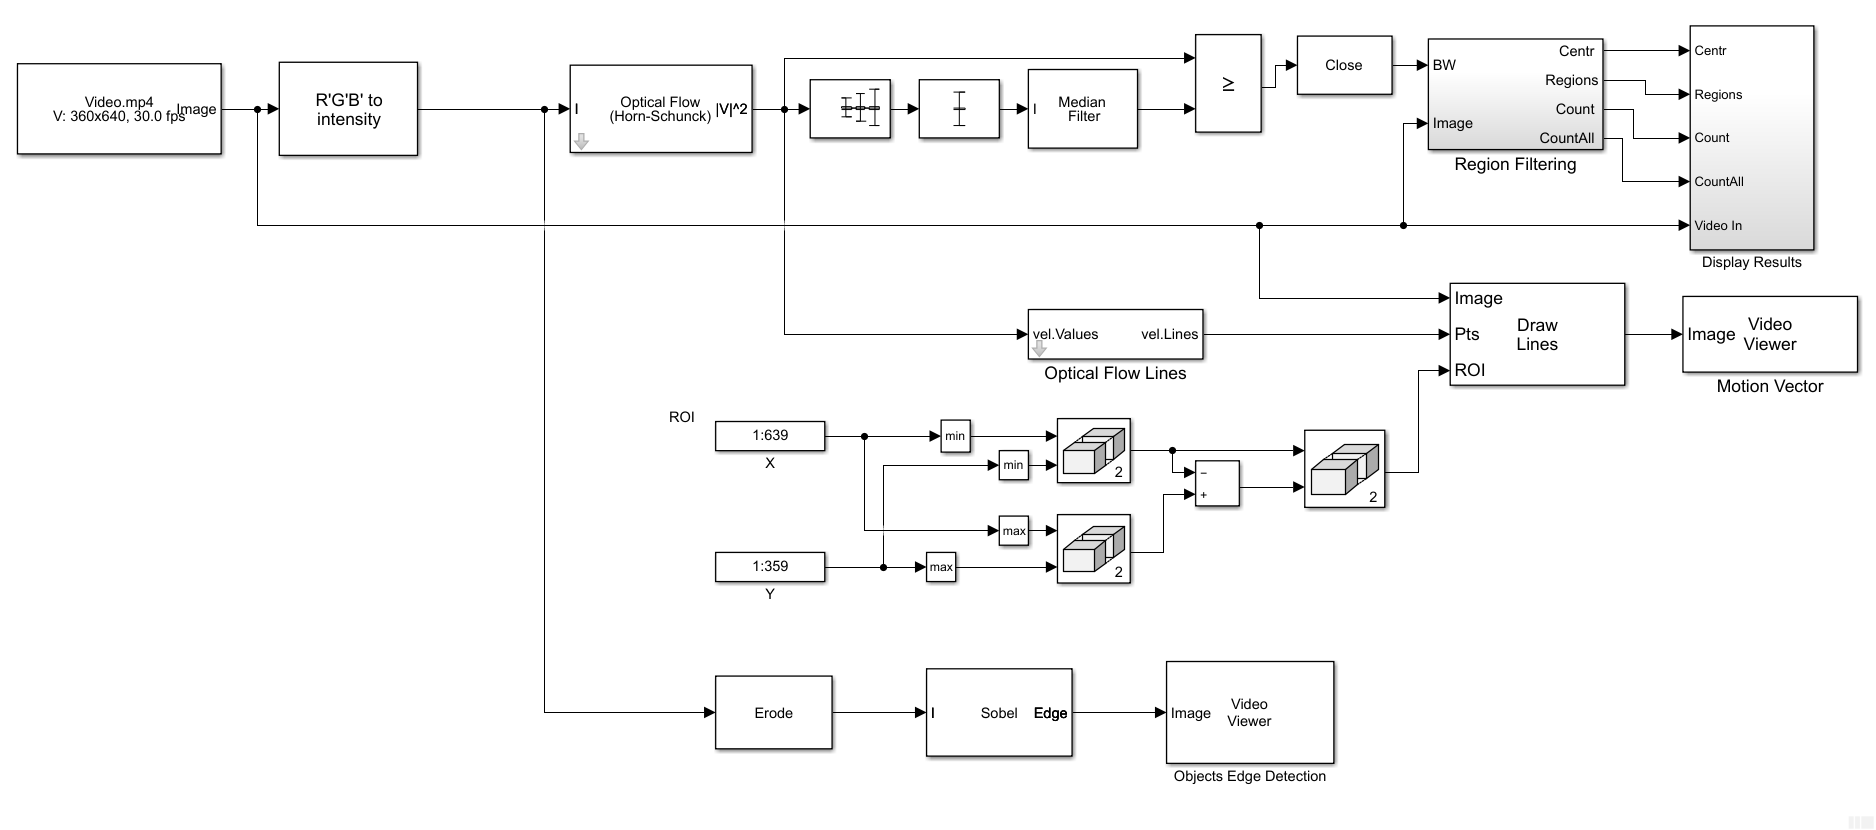 Video.mp4
V: 360x640, 30.0 fps
Image
R'G'B' to
intensity
I
Optical Flow
(Horn-Schunck)
|V|^2
I
Median
Filter
≥
Close
BW
Image
Centr
Regions
Count
CountAll
Region Filtering
Centr
Regions
Count
CountAll
Video In
Display Results
vel.Values
vel.Lines
Optical Flow Lines
Image
Pts
ROI
Draw
Lines
Image
Video
Viewer
Motion Vector
ROI
1:639
X
min
min
2
−
+
2
max
1:359
Y
max
2
Erode
I
Sobel
Edge
Image
Video
Viewer
Objects Edge Detection